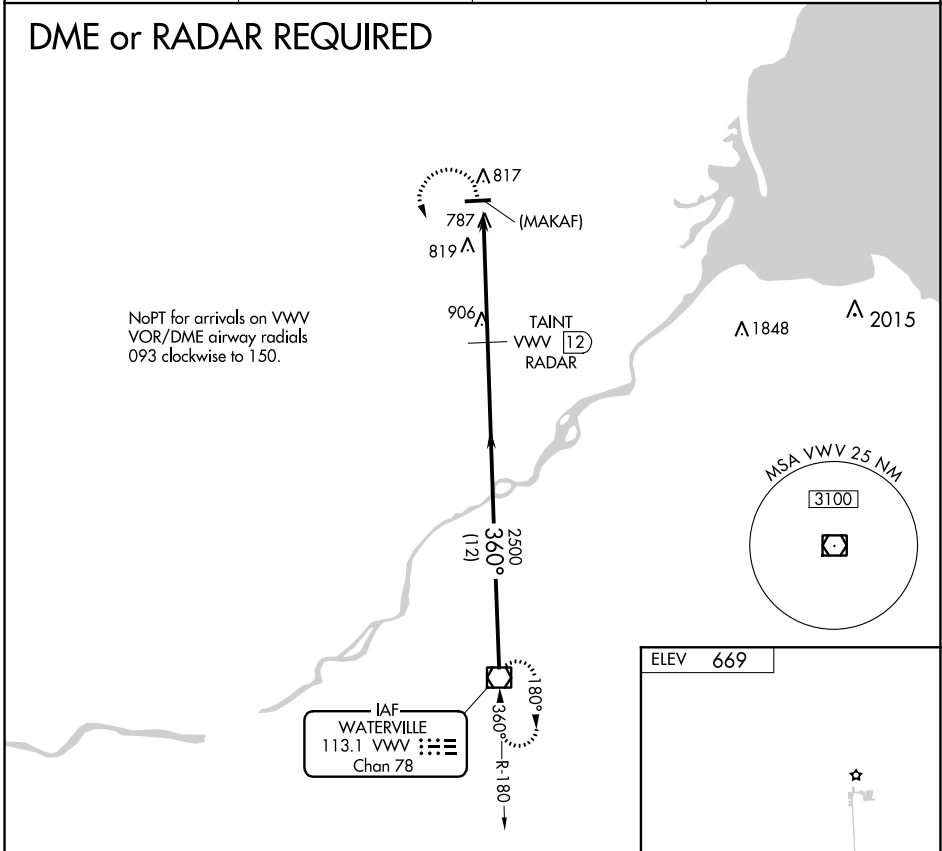 DME or RADAR REQUIRED
817
(MAKAF)
787
819
NoPT for arrivals on VWV
VOR/DME airway radials
093 clockwise to 150.
906
TAINT
VWV 12
RADAR
1848
2015
MSA VWV 25 NM
3100
2500
360°
(12)
ELEV 669
IAF
WATERVILLE
113.1 VWV
Chan 78
180°
360°
R-180